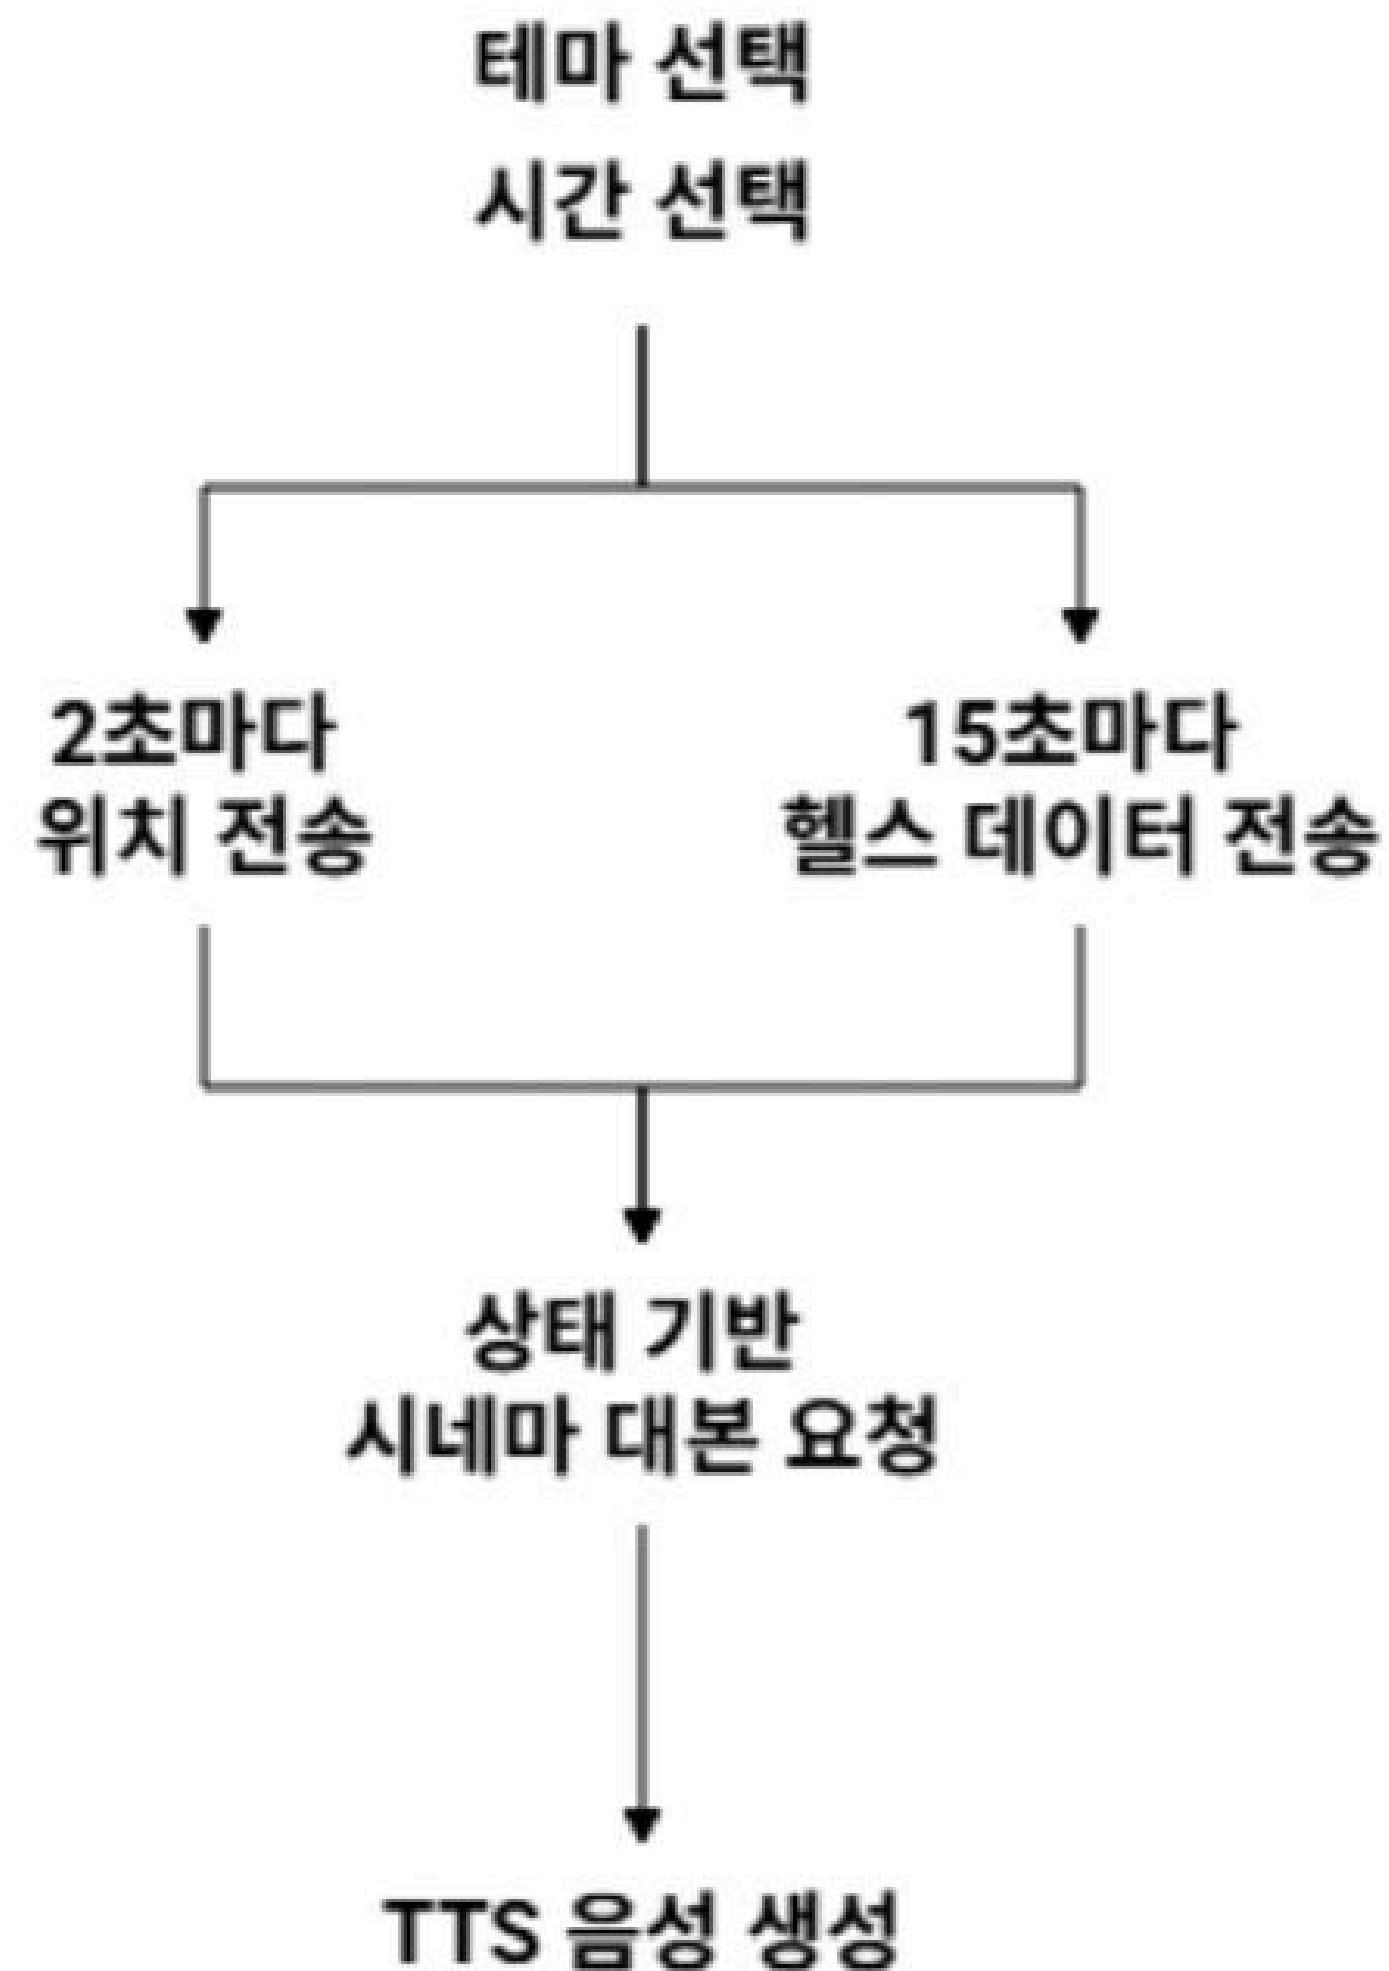 테마 선택
시간 선택
2초마다
위치 전송
15초마다
헬스 데이터 전송
상태 기반
시네마 대본 요청
TTS 음성 생성